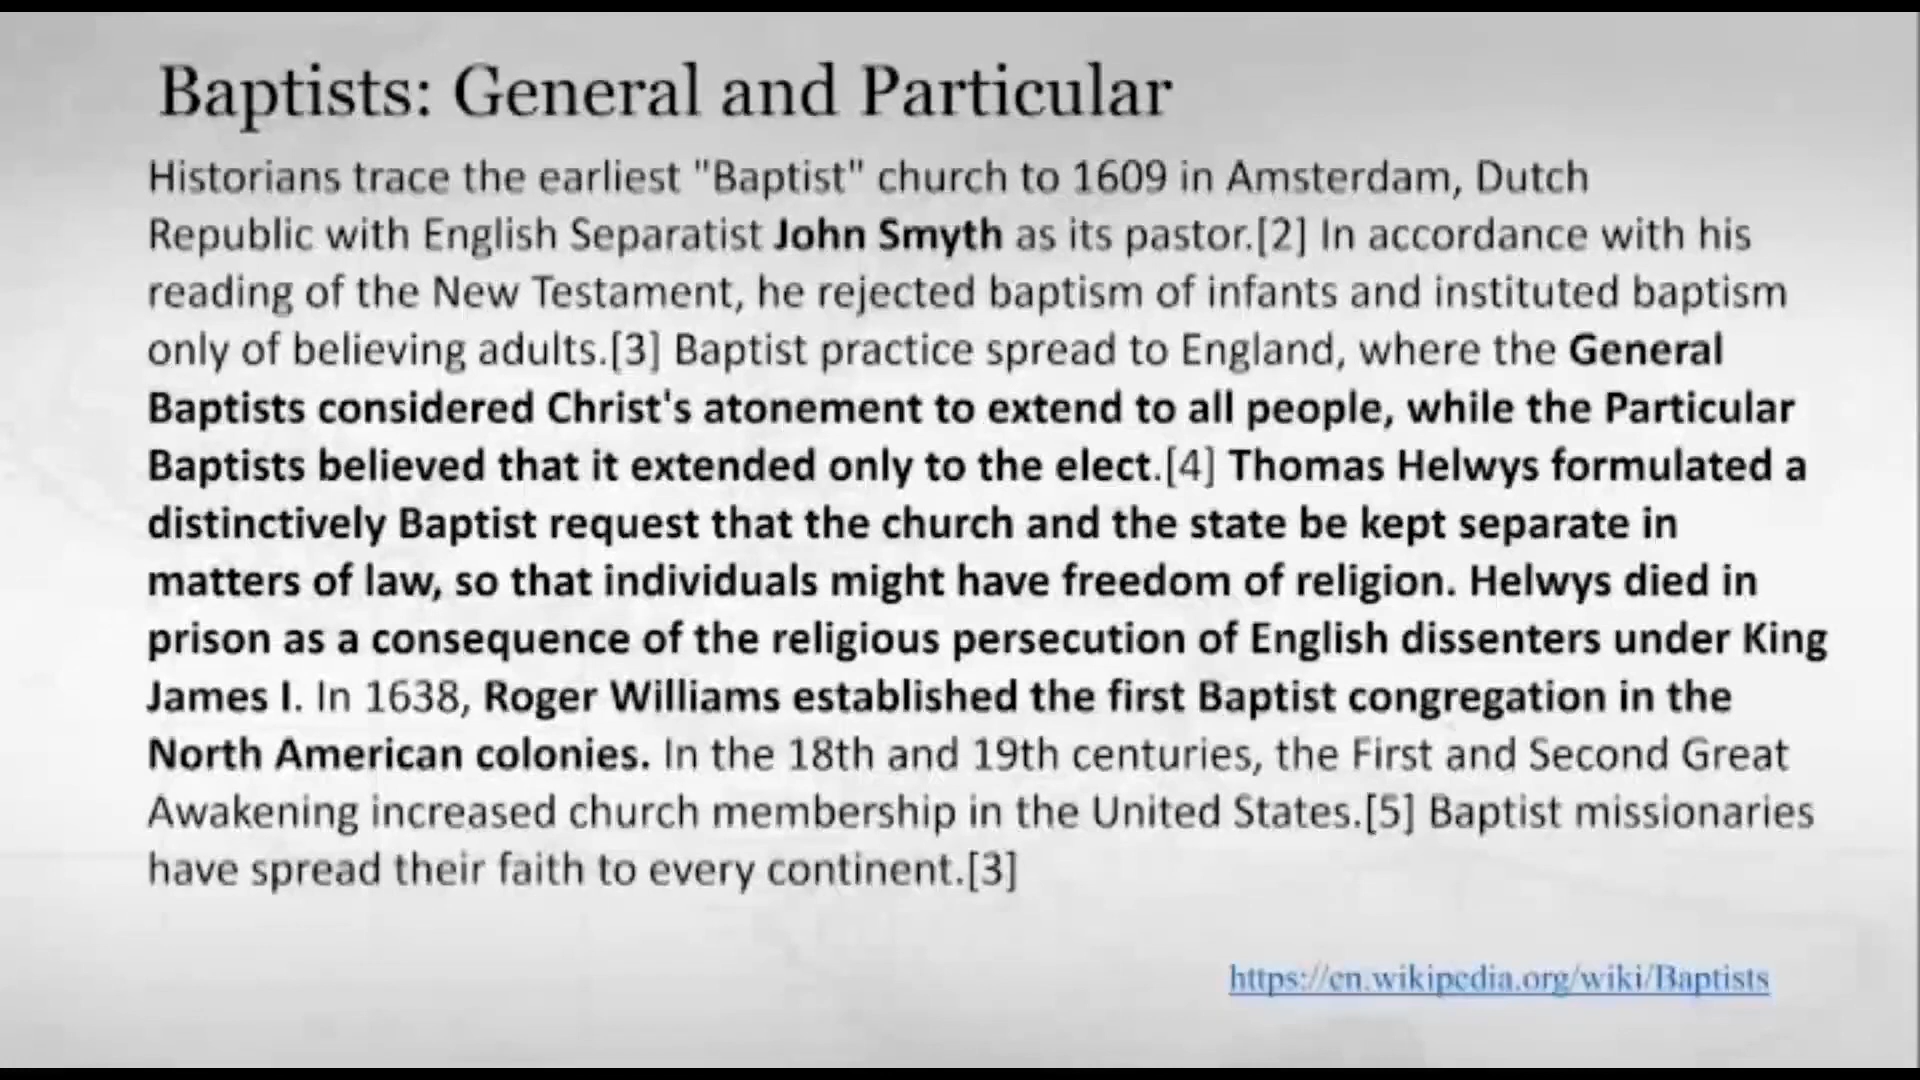 Baptists: General and Particular
Historians trace the earliest "Baptist" church to 1609 in Amsterdam, Dutch
Republic with English Separatist John Smyth as its pastor.[2] In accordance with his
reading of the New Testament, he rejected baptism of infants and instituted baptism
only of believing adults.[3] Baptist practice spread to England, where the General
Baptists considered Christ's atonement to extend to all people, while the Particular
Baptists believed that it extended only to the elect.[4] Thomas Helwys formulated a
distinctively Baptist request that the church and the state be kept separate in
matters of law, so that individuals might have freedom of religion. Helwys died in
prison as a consequence of the religious persecution of English dissenters under King
James I. In 1638, Roger Williams established the first Baptist congregation in the
North American colonies. In the 18th and 19th centuries, the First and Second Great
Awakening increased church membership in the United States.[5] Baptist missionaries
have spread their faith to every continent.[3]
https://en.wikipedia.org/wiki/Baptists